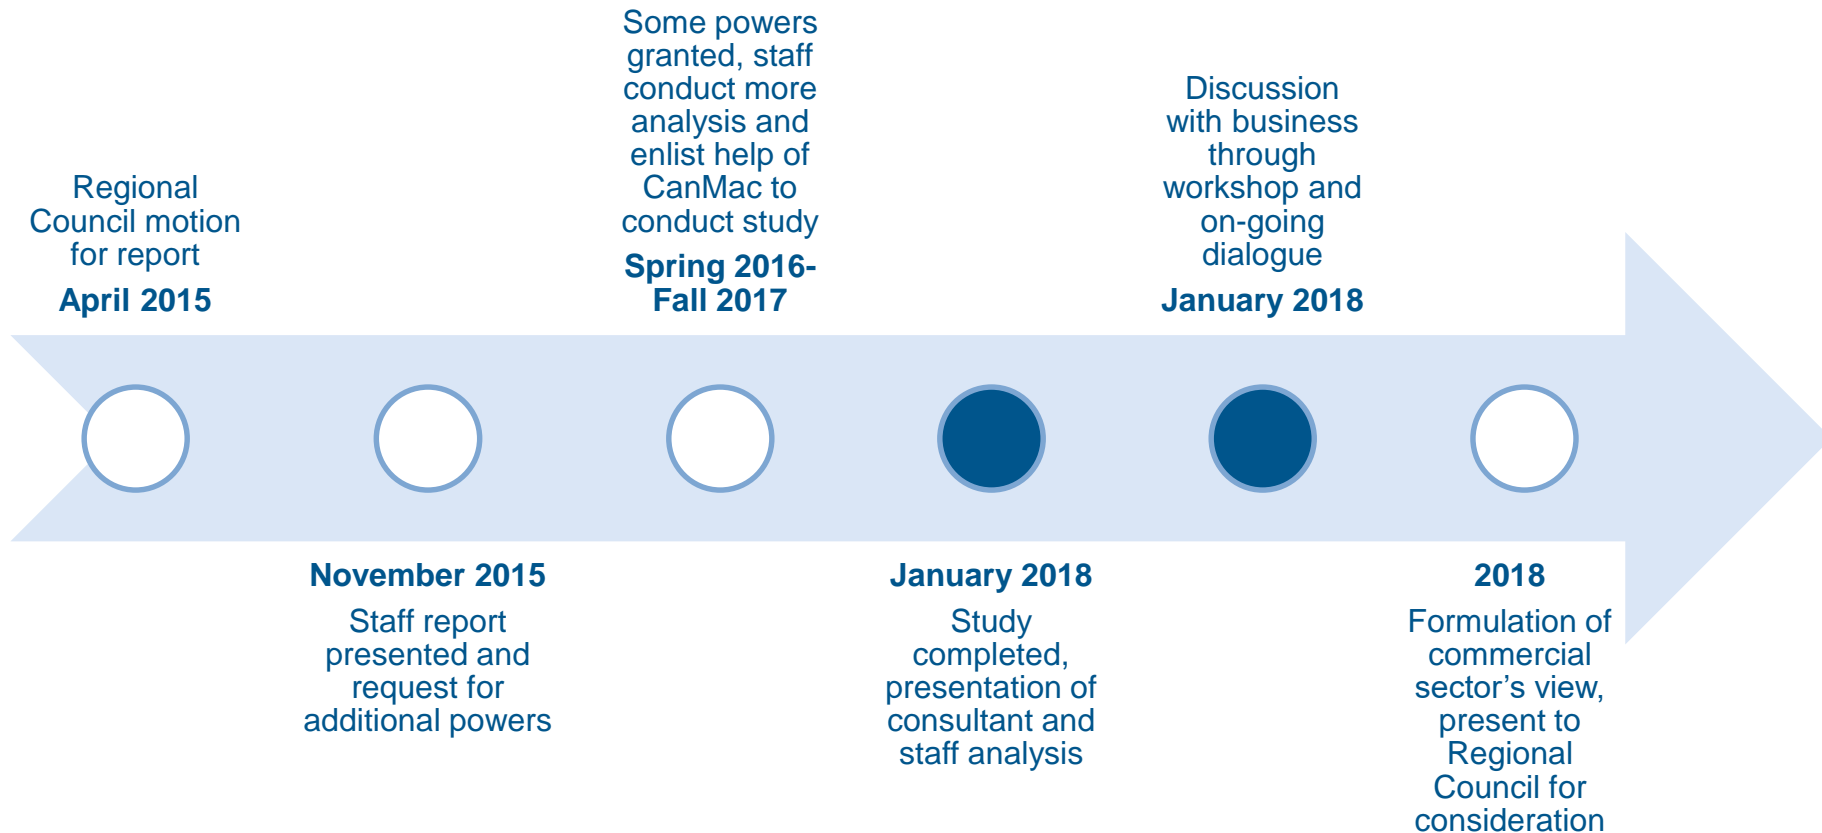 Regional
Council motion
for report
April 2015
November 2015
Staff report
presented and
request for
additional powers
Some powers
granted, staff
conduct more
analysis and
enlist help of
CanMac to
conduct study
Spring 2016-
Fall 2017
January 2018
Study
completed,
presentation of
consultant and
staff analysis
Discussion
with business
through
workshop and
on-going
dialogue
January 2018
2018
Formulation of
commercial
sector’s view,
present to
Regional
Council for
consideration